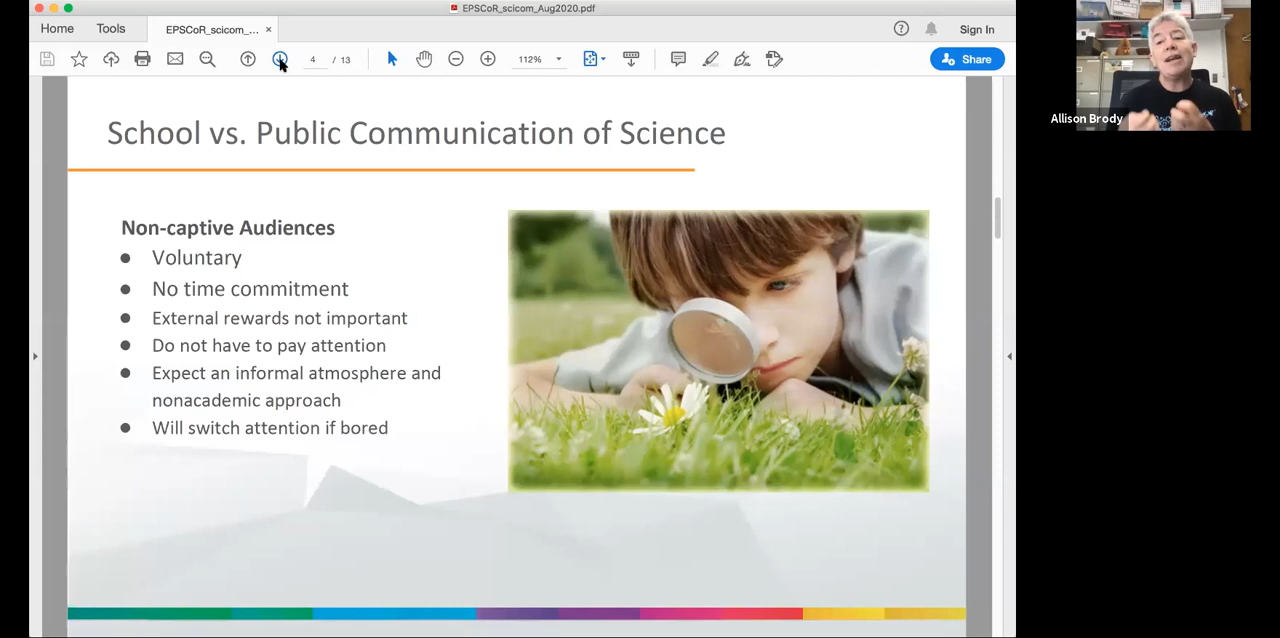 EPSCoR_scicom_Aug2020.pdf
Home Tools EPSCoR_scicom_... × Sign In
4 / 13 112% Share
Allison Brody
School vs. Public Communication of Science
Non-captive Audiences
● Voluntary
● No time commitment
● External rewards not important
● Do not have to pay attention
● Expect an informal atmosphere and
nonacademic approach
● Will switch attention if bored